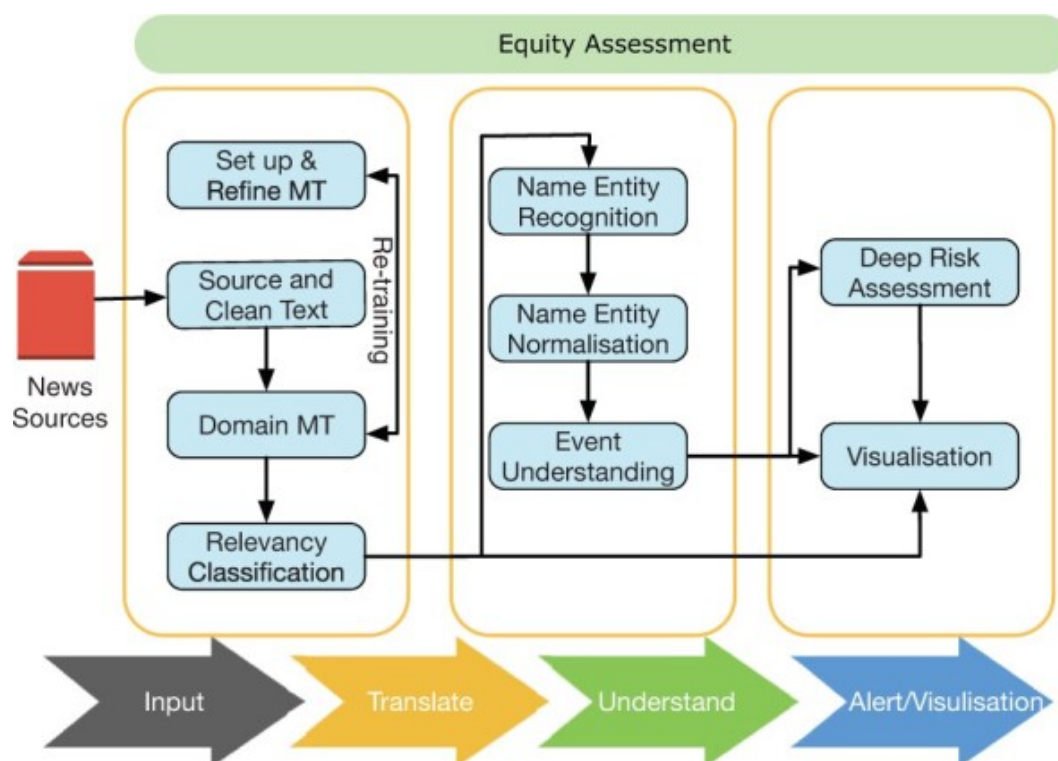 Equity Assessment
Set up &
Refine MT
Re-training
Source and
Clean Text
News
Sources
Domain MT
Relevancy
Classification
Name Entity
Recognition
Name Entity
Normalisation
Event
Understanding
Deep Risk
Assessment
Visualisation
Input
Translate
Understand
Alert/Visulisation